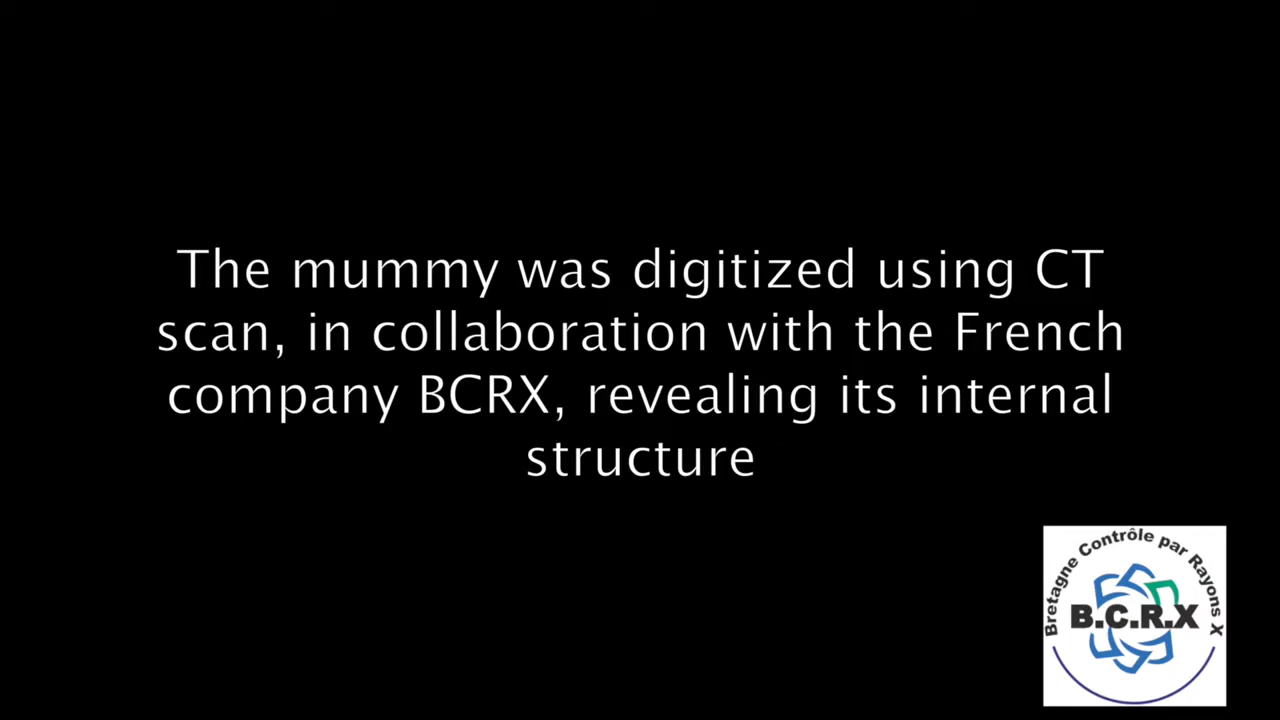 The mummy was digitized using CT
scan, in collaboration with the French
company BCRX, revealing its internal
structure
Bretagne Contrôle par Rayons X
B.C.R.X